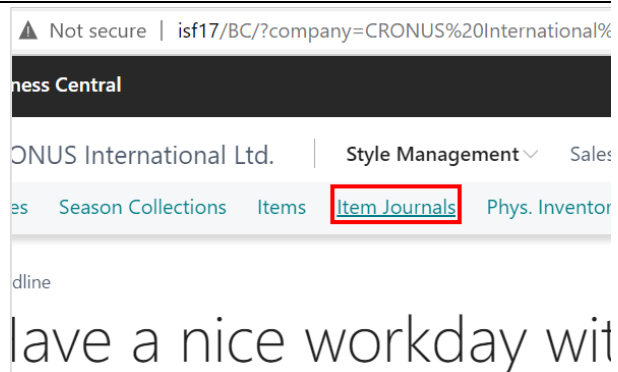 Not secure | isf17/BC/?company=CRONUS%20International%
ness Central
ONUS International Ltd. | Style Management Sales
es Season Collections Items Item Journals Phys. Inventor
dline
lave a nice workday wit